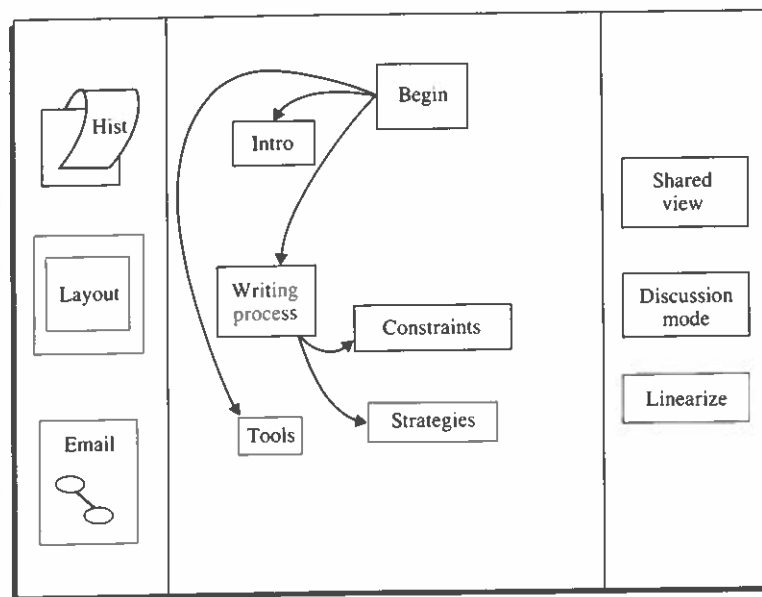 Hist
Layout
Email
Begin
Intro
Writing
process
Constraints
Strategies
Tools
Shared
view
Discussion
mode
Linearize